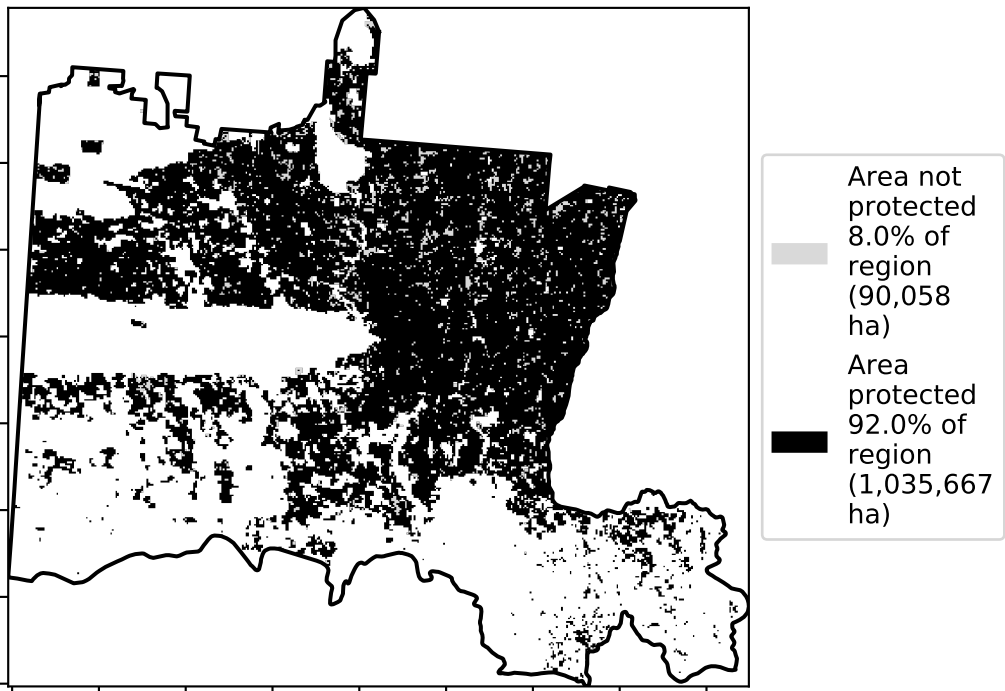 Area not
protected
8.0% of
region
(90,058
ha)
Area
protected
92.0% of
region
(1,035,667
ha)